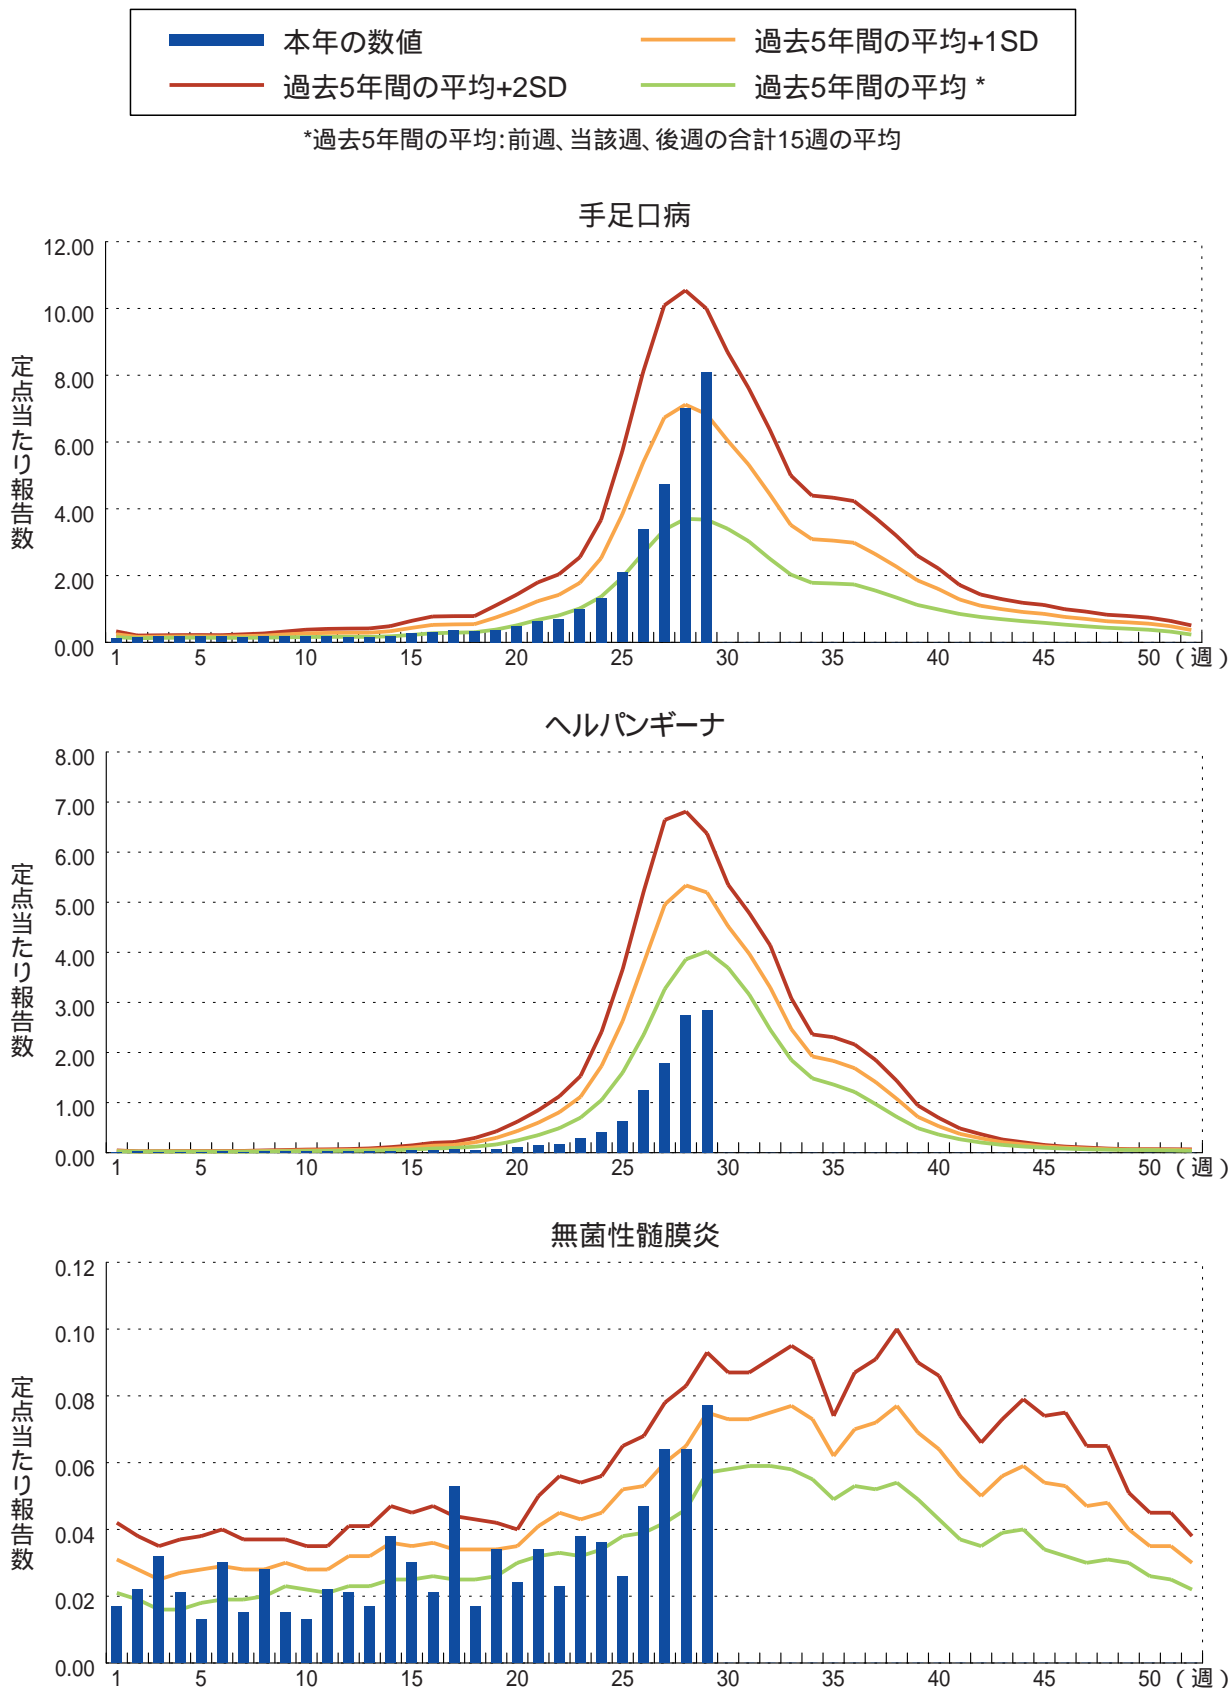 本年の数値
過去5年間の平均+1SD
過去5年間の平均+2SD
過去5年間の平均 *
*過去5年間の平均:前週、当該週、後週の合計15週の平均
手足口病
定点当たり報告数
12.00
10.00
8.00
6.00
4.00
2.00
0.00
1 5 10 15 20 25 30 35 40 45 50 (週)
ヘルパンギーナ
定点当たり報告数
8.00
7.00
6.00
5.00
4.00
3.00
2.00
1.00
0.00
1 5 10 15 20 25 30 35 40 45 50 (週)
無菌性髄膜炎
定点当たり報告数
0.12
0.10
0.08
0.06
0.04
0.02
0.00
1 5 10 15 20 25 30 35 40 45 50 (週)